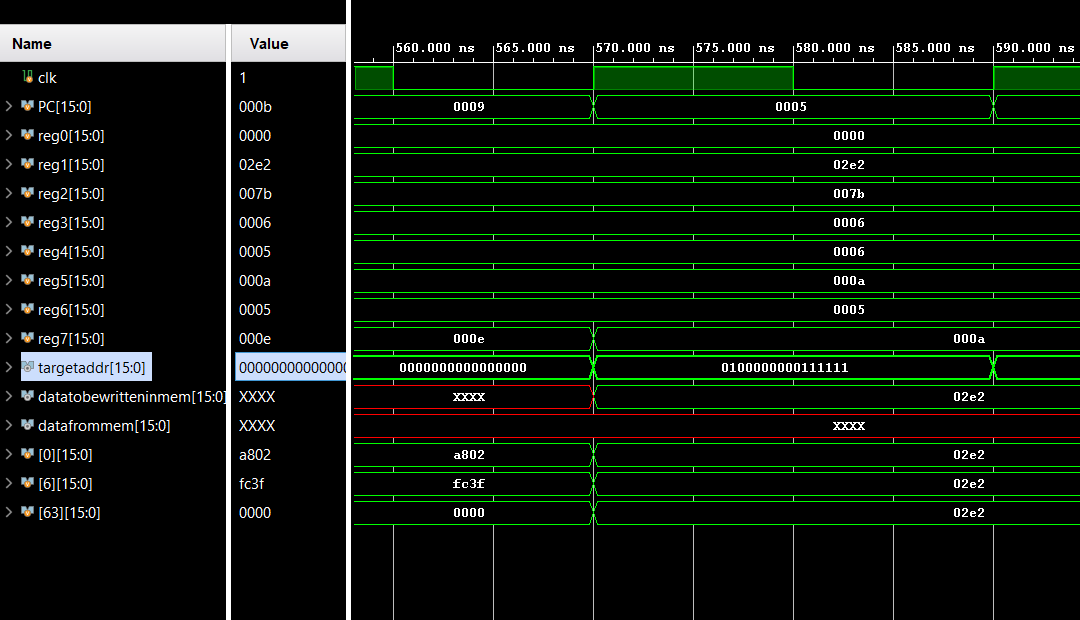 Name Value 560.000 ns 565.000 ns 570.000 ns 575.000 ns 580.000 ns 585.000 ns 590.000 ns
clk 1
PC[15:0] 000b 0009 0005
reg0[15:0] 0000 0000
reg1[15:0] 02e2 02e2
reg2[15:0] 007b 007b
reg3[15:0] 0006 0006
reg4[15:0] 0005 0006
reg5[15:0] 000a 000a
reg6[15:0] 0005 0005
reg7[15:0] 000e 000e 000a
targetaddr[15:0] 00000000000000 0000000000000000 0100000000111111
datatobewritteninmem[15:0] XXXX XXXX 02e2
datafrommem[15:0] XXXX XXXX
[0][15:0] a802 a802 02e2
[6][15:0] fc3f fc3f 02e2
[63][15:0] 0000 0000 02e2